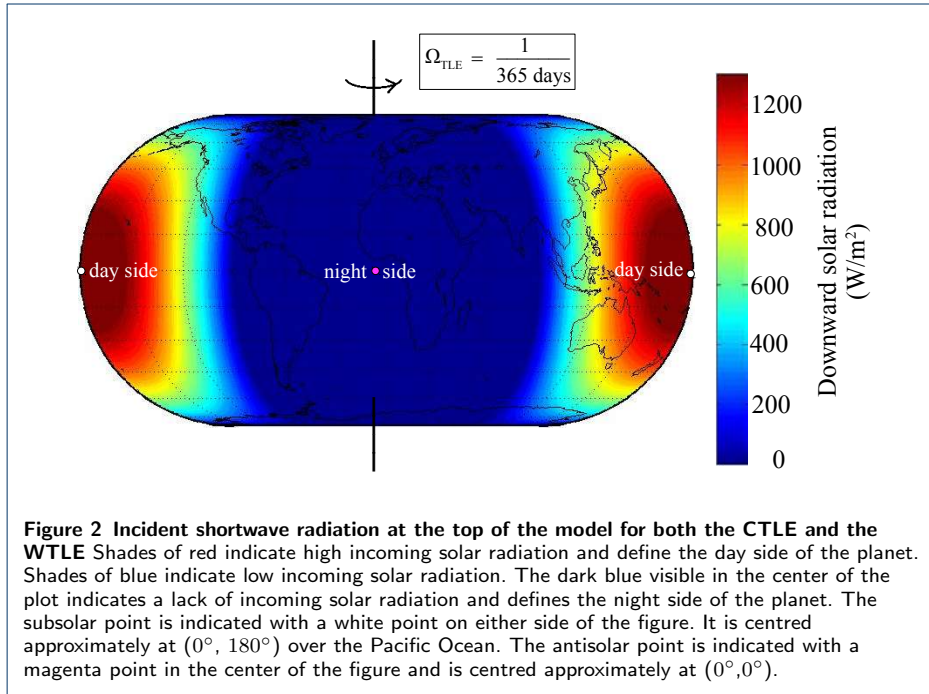 Ω_TLE = 1 / 365 days
day side
night side
day side
1200
1000
800
600
400
200
0
Downward solar radiation
(W/m²)
Figure 2 Incident shortwave radiation at the top of the model for both the CTLE and the
WTLE Shades of red indicate high incoming solar radiation and define the day side of the planet.
Shades of blue indicate low incoming solar radiation. The dark blue visible in the center of the
plot indicates a lack of incoming solar radiation and defines the night side of the planet. The
subsolar point is indicated with a white point on either side of the figure. It is centred
approximately at (0°, 180°) over the Pacific Ocean. The antisolar point is indicated with a
magenta point in the center of the figure and is centred approximately at (0°,0°).